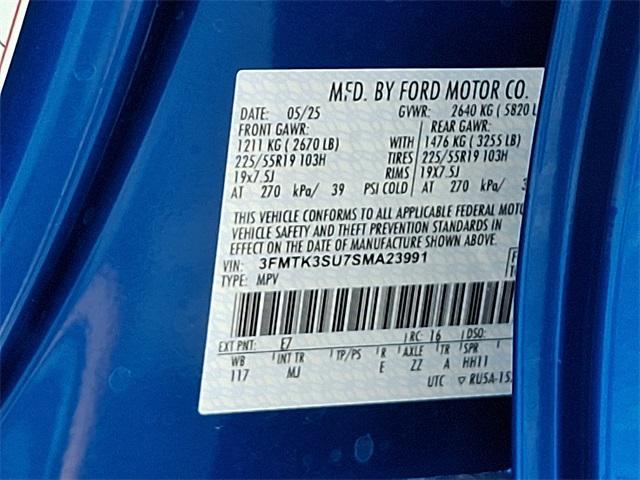 MFD. BY FORD MOTOR CO.
DATE: 05/25 GVWR: 2640 KG ( 5820 L
FRONT GAWR: REAR GAWR:
1211 KG ( 2670 LB) WITH 1476 KG ( 3255 LB)
225/55R19 103H TIRES 225/55R19 103H
19x7.5J RIMS 19x7.5J
AT 270 kPa/ 39 PSI COLD AT 270 kPa/
THIS VEHICLE CONFORMS TO ALL APPLICABLE FEDERAL MOTO
VEHICLE SAFETY AND THEFT PREVENTION STANDARDS IN
EFFECT ON THE DATE OF MANUFACTURE SHOWN ABOVE.
VIN: 3FMTK3SU7SMA23991
TYPE: MPV
EXT PNT: E7 RC: 16 DSO:
WB INT TR TP/PS R AXLE TR SPR
117 MJ E ZZ A HH11
UTC ▽ RU5A-15